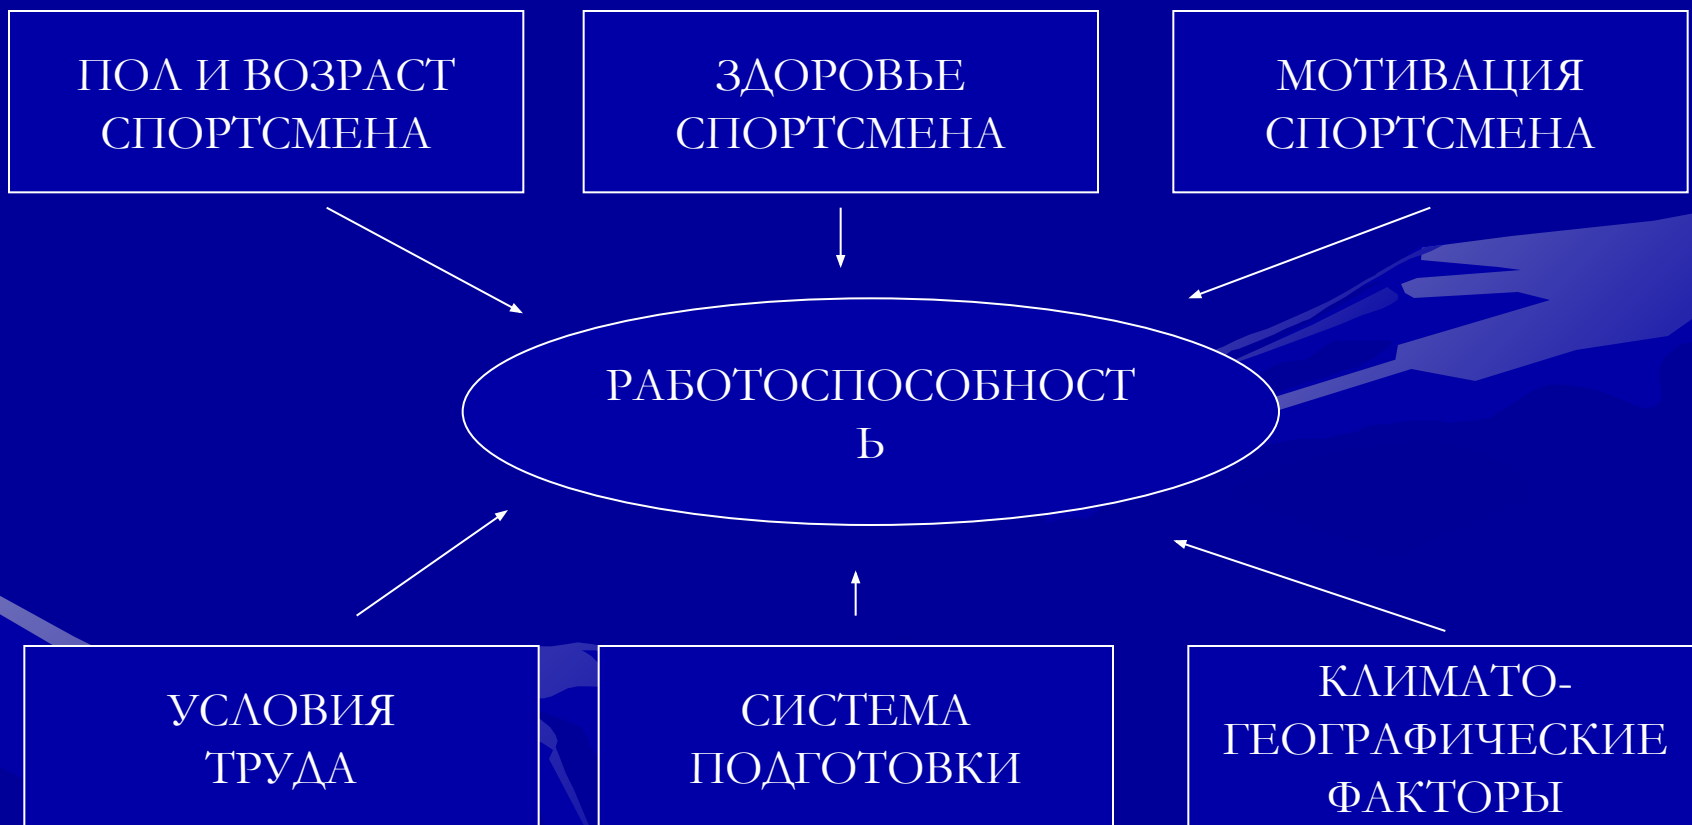 ПОЛ И ВОЗРАСТ
СПОРТСМЕНА
ЗДОРОВЬЕ
СПОРТСМЕНА
МОТИВАЦИЯ
СПОРТСМЕНА
РАБОТОСПОСОБНОСТ
Ь
УСЛОВИЯ
ТРУДА
СИСТЕМА
ПОДГОТОВКИ
КЛИМАТО-
ГЕОГРАФИЧЕСКИЕ
ФАКТОРЫ